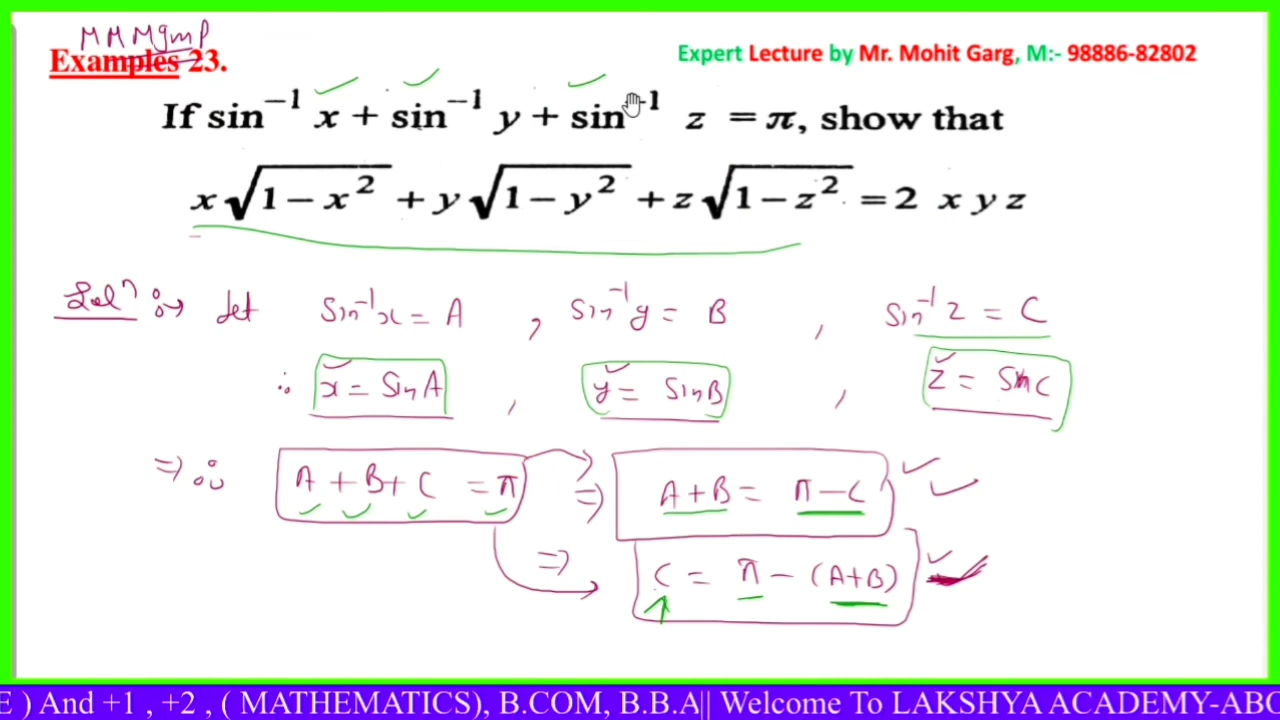 MMMgmP
Examples 23.
Expert Lecture by Mr. Mohit Garg, M:- 98886-82802
If sin⁻¹ x + sin⁻¹ y + sin⁻¹ z = π, show that
x√(1 − x²) + y√(1 − y²) + z√(1 − z²) = 2 x y z
Solⁿ :→ Let Sin⁻¹x = A , Sin⁻¹y = B , Sin⁻¹z = C
∴ x = SinA , y = SinB , z = SinC
⇒ ∴ A + B + C = π ⇒ A+B = π − C
⇒ C = π − (A+B)
E ) And +1 , +2 , ( MATHEMATICS), B.COM, B.B.A|| Welcome To LAKSHYA ACADEMY-ABC